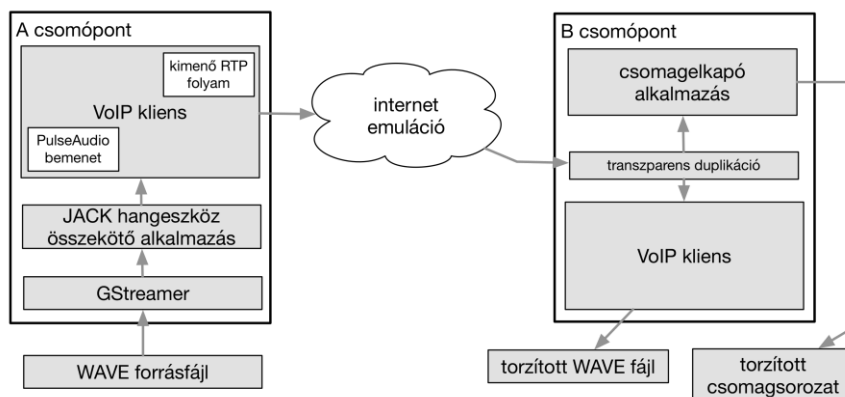 A csomópont
kimenő RTP
folyam
VoIP kliens
PulseAudio
bemenet
JACK hangeszköz
összekötő alkalmazás
GStreamer
WAVE forrásfájl
internet
emuláció
B csomópont
csomagelkapó
alkalmazás
transzparens duplikáció
VoIP kliens
torzított WAVE fájl
torzított
csomagsorozat